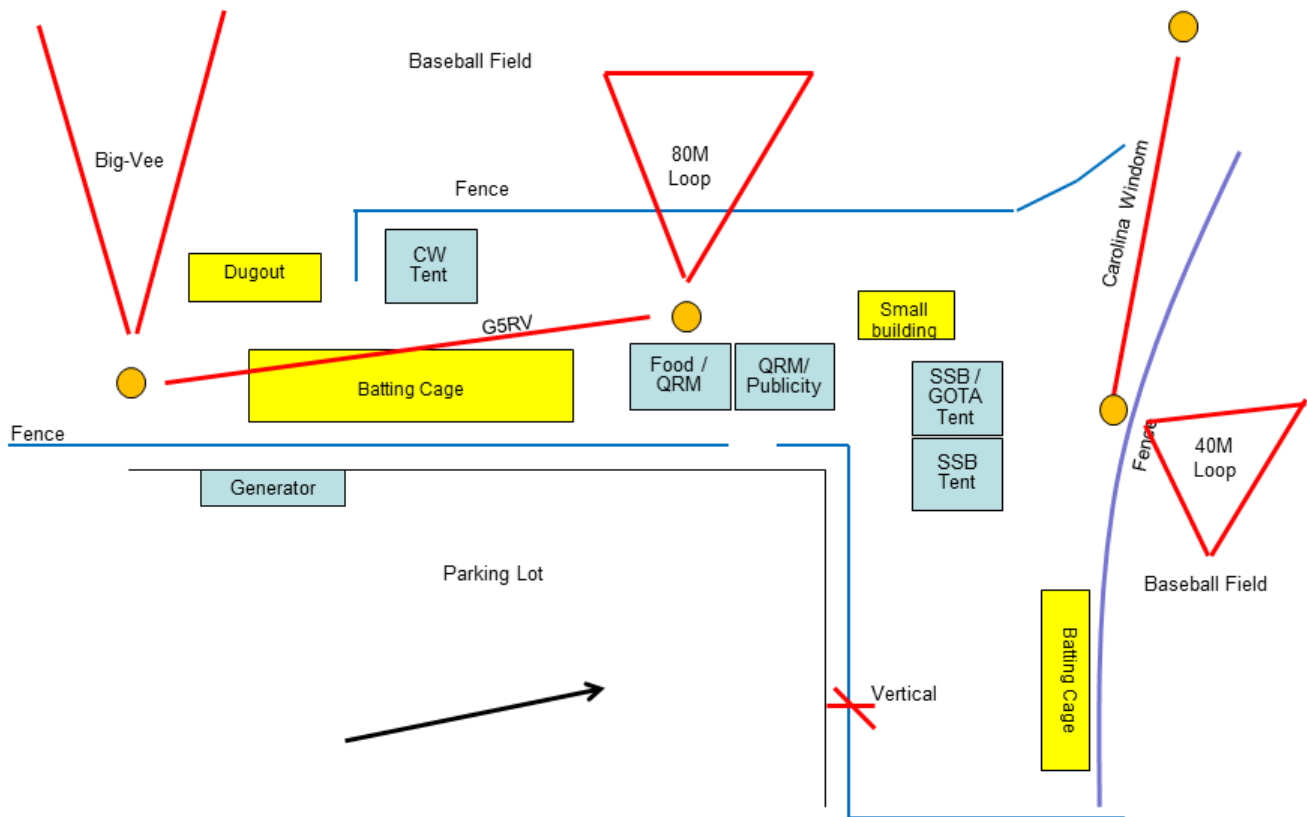 Baseball Field
Big-Vee
80M
Loop
Fence
Carolina Windom
CW
Tent
Dugout
G5RV
Small
building
Food /
QRM
QRM/
Publicity
Batting Cage
SSB /
GOTA
Tent
Fence
Fence
40M
Loop
SSB
Tent
Generator
Parking Lot
Baseball Field
Batting Cage
Vertical